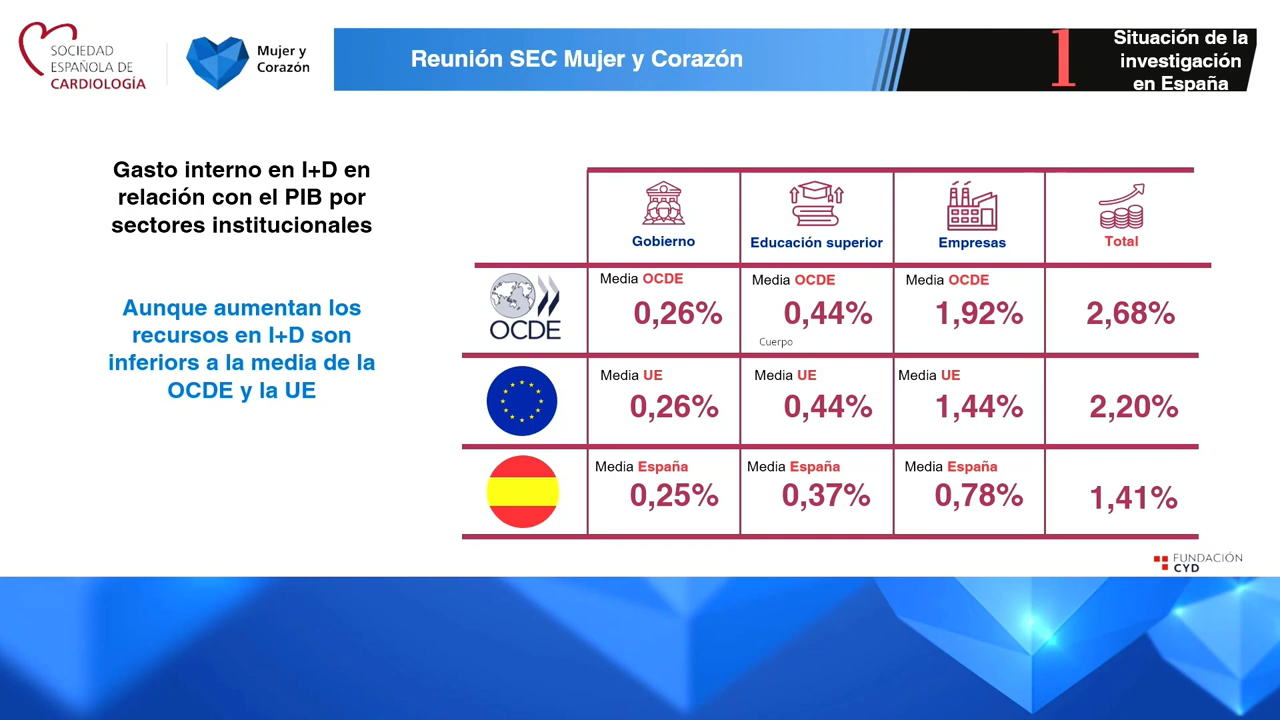 SOCIEDAD
ESPAÑOLA DE
CARDIOLOGÍA
Mujer y
Corazón
Reunión SEC Mujer y Corazón
1
Situación de la
investigación
en España
Gasto interno en I+D en
relación con el PIB por
sectores institucionales
Aunque aumentan los
recursos en I+D son
inferiors a la media de la
OCDE y la UE
Gobierno
Educación superior
Empresas
Total
OCDE
Media OCDE
0,26%
Media OCDE
0,44%
Cuerpo
Media OCDE
1,92%
2,68%
Media UE
0,26%
Media UE
0,44%
Media UE
1,44%
2,20%
Media España
0,25%
Media España
0,37%
Media España
0,78%
1,41%
FUNDACIÓN
CYD